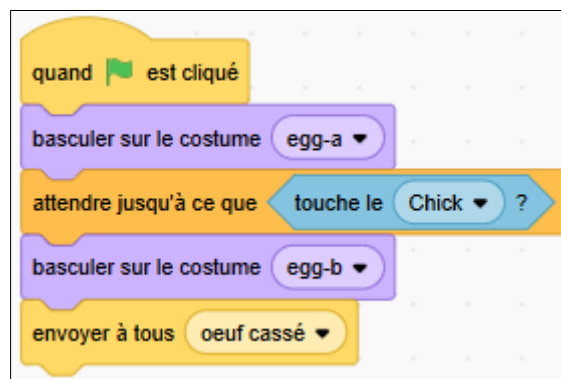 quand est cliqué
basculer sur le costume egg-a
attendre jusqu'à ce que touche le Chick ?
basculer sur le costume egg-b
envoyer à tous oeuf cassé